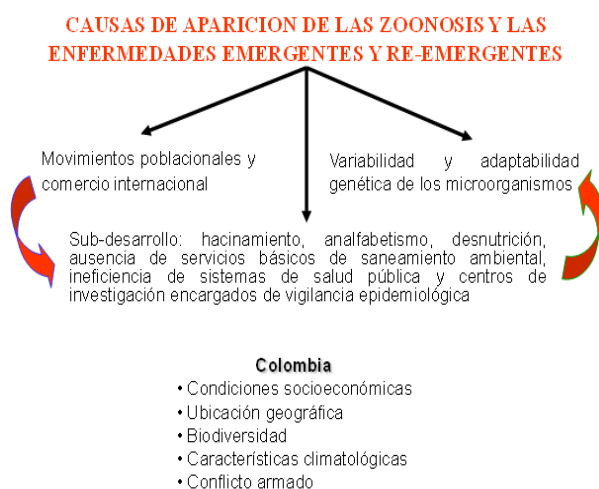 CAUSAS DE APARICION DE LAS ZOONOSIS Y LAS
ENFERMEDADES EMERGENTES Y RE-EMERGENTES
Movimientos poblacionales y
comercio internacional
Variabilidad y adaptabilidad
genética de los microorganismos
Sub-desarrollo: hacinamiento, analfabetismo, desnutrición,
ausencia de servicios básicos de saneamiento ambiental,
ineficiencia de sistemas de salud pública y centros de
investigación encargados de vigilancia epidemiológica
Colombia
• Condiciones socioeconómicas
• Ubicación geográfica
• Biodiversidad
• Características climatológicas
• Conflicto armado